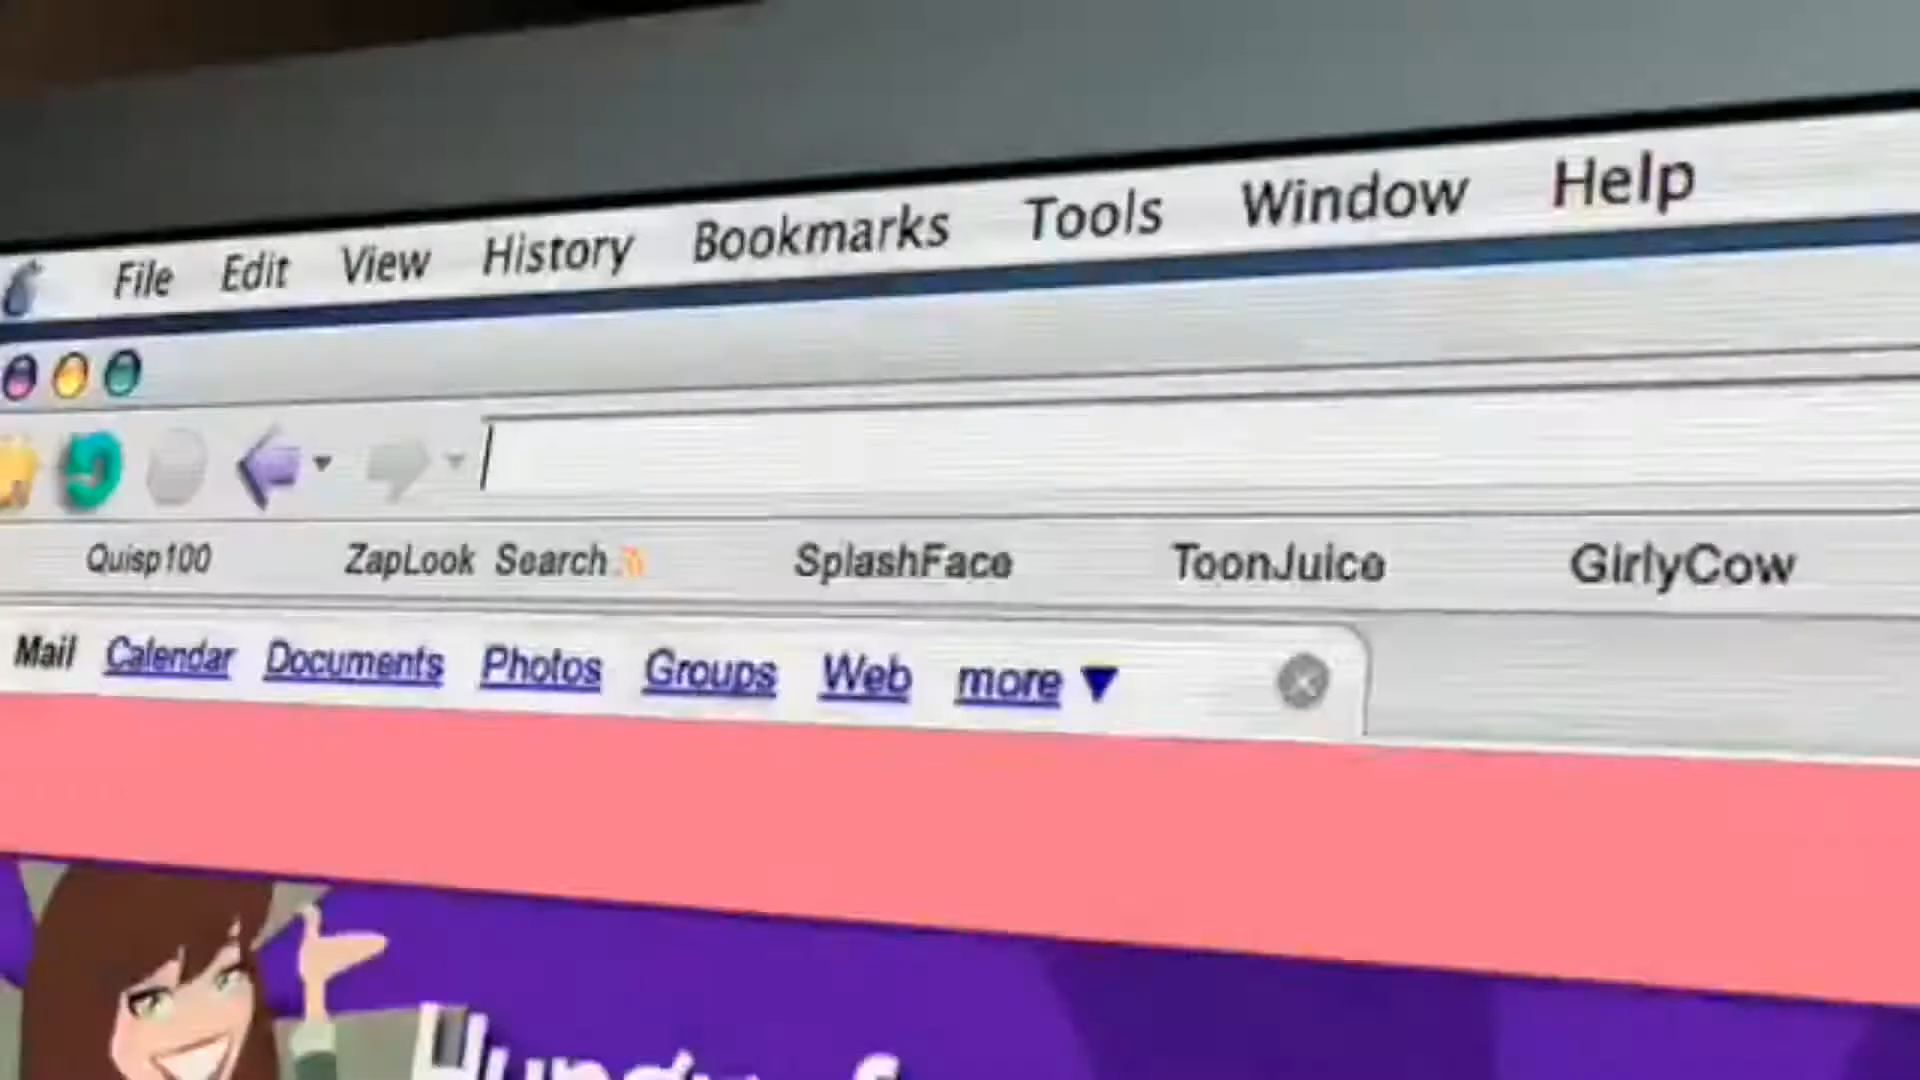 File Edit View History Bookmarks Tools Window Help
Quisp100 ZapLook Search SplashFace ToonJuice GirlyCow
Mail Calendar Documents Photos Groups Web more
Hungry f